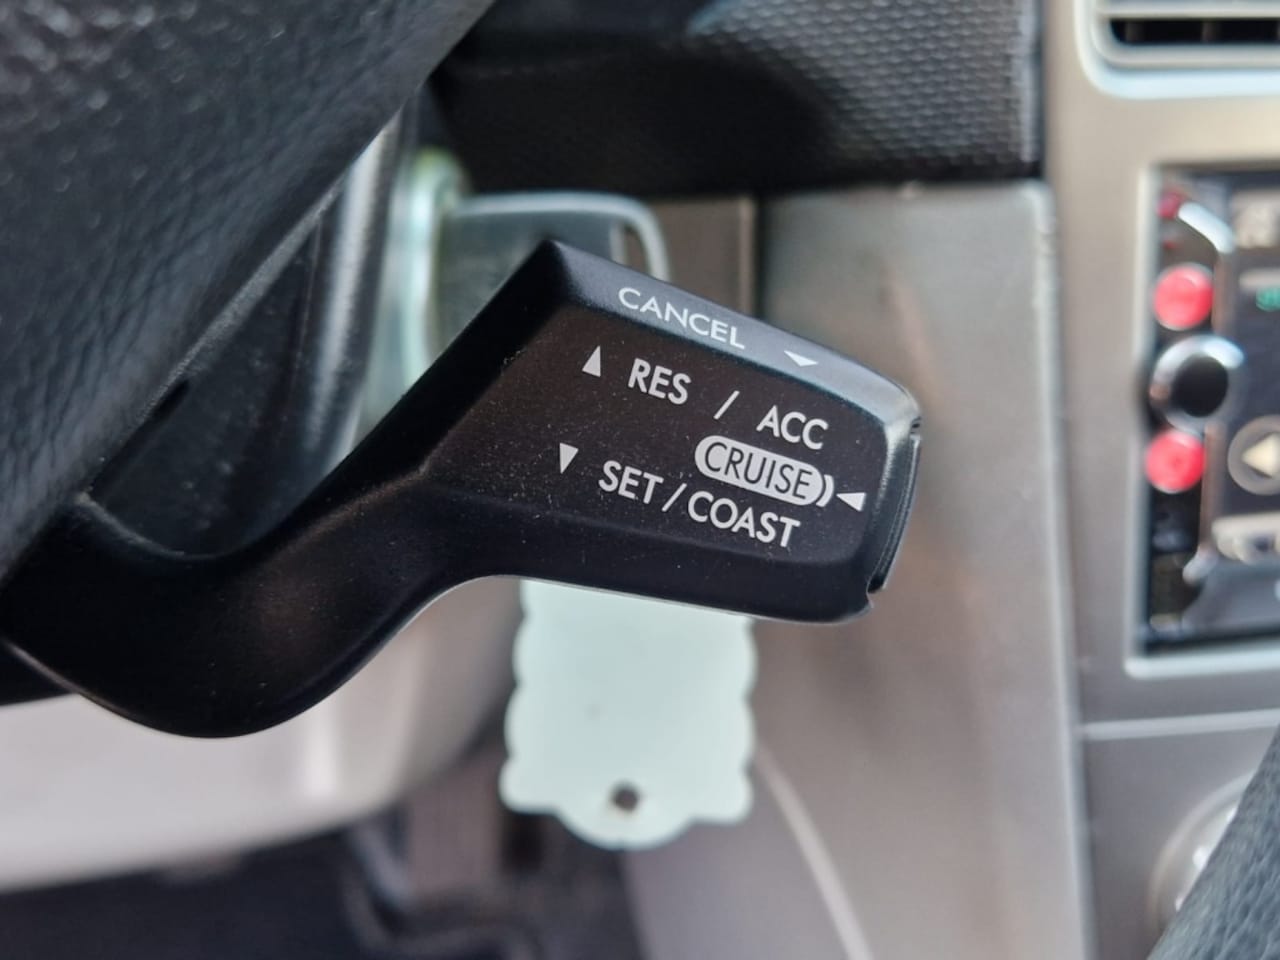 CANCEL
RES / ACC
CRUISE
SET / COAST